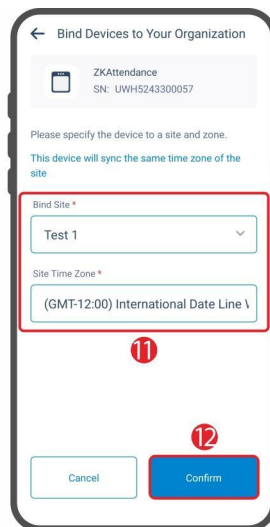 ← Bind Devices to Your Organization
ZKAttendance
SN: UWH5243300057
Please specify the device to a site and zone.
This device will sync the same time zone of the
site
Bind Site *
Test 1
Site Time Zone *
(GMT-12:00) International Date Line
11
12
Cancel
Confirm